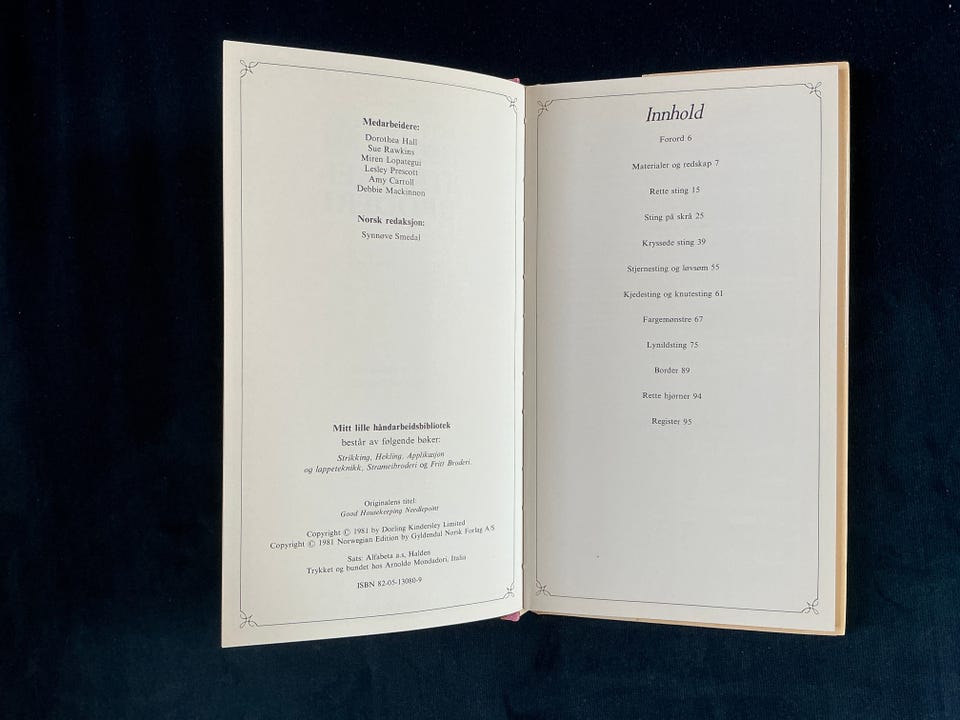 Medarbeidere:
Dorothea Hall
Sue Rawkins
Miren Lopategui
Lesley Prescott
Amy Carroll
Debbie Mackinnon
Norsk redaksjon:
Synnøve Smedal
Mitt lille håndarbeidsbibliotek
består av følgende bøker:
Strikking, Hekling, Applikasjon
og lappeteknikk, Strameibroderi og Fritt Broderi.
Originalens titel:
Good Housekeeping Needlepoint
Copyright © 1981 by Dorling Kindersley Limited
Copyright © 1981 Norwegian Edition by Gyldendal Norsk Forlag A/S
Sats: Alfabeta a.s, Halden
Trykket og bundet hos Arnoldo Mondadori, Italia
ISBN 82-05-13080-9
Innhold
Forord 6
Materialer og redskap 7
Rette sting 15
Sting på skrå 25
Kryssede sting 39
Stjernesting og løvsøm 55
Kjedesting og knutesting 61
Fargemønstre 67
Lynildsting 75
Border 89
Rette hjørner 94
Register 95